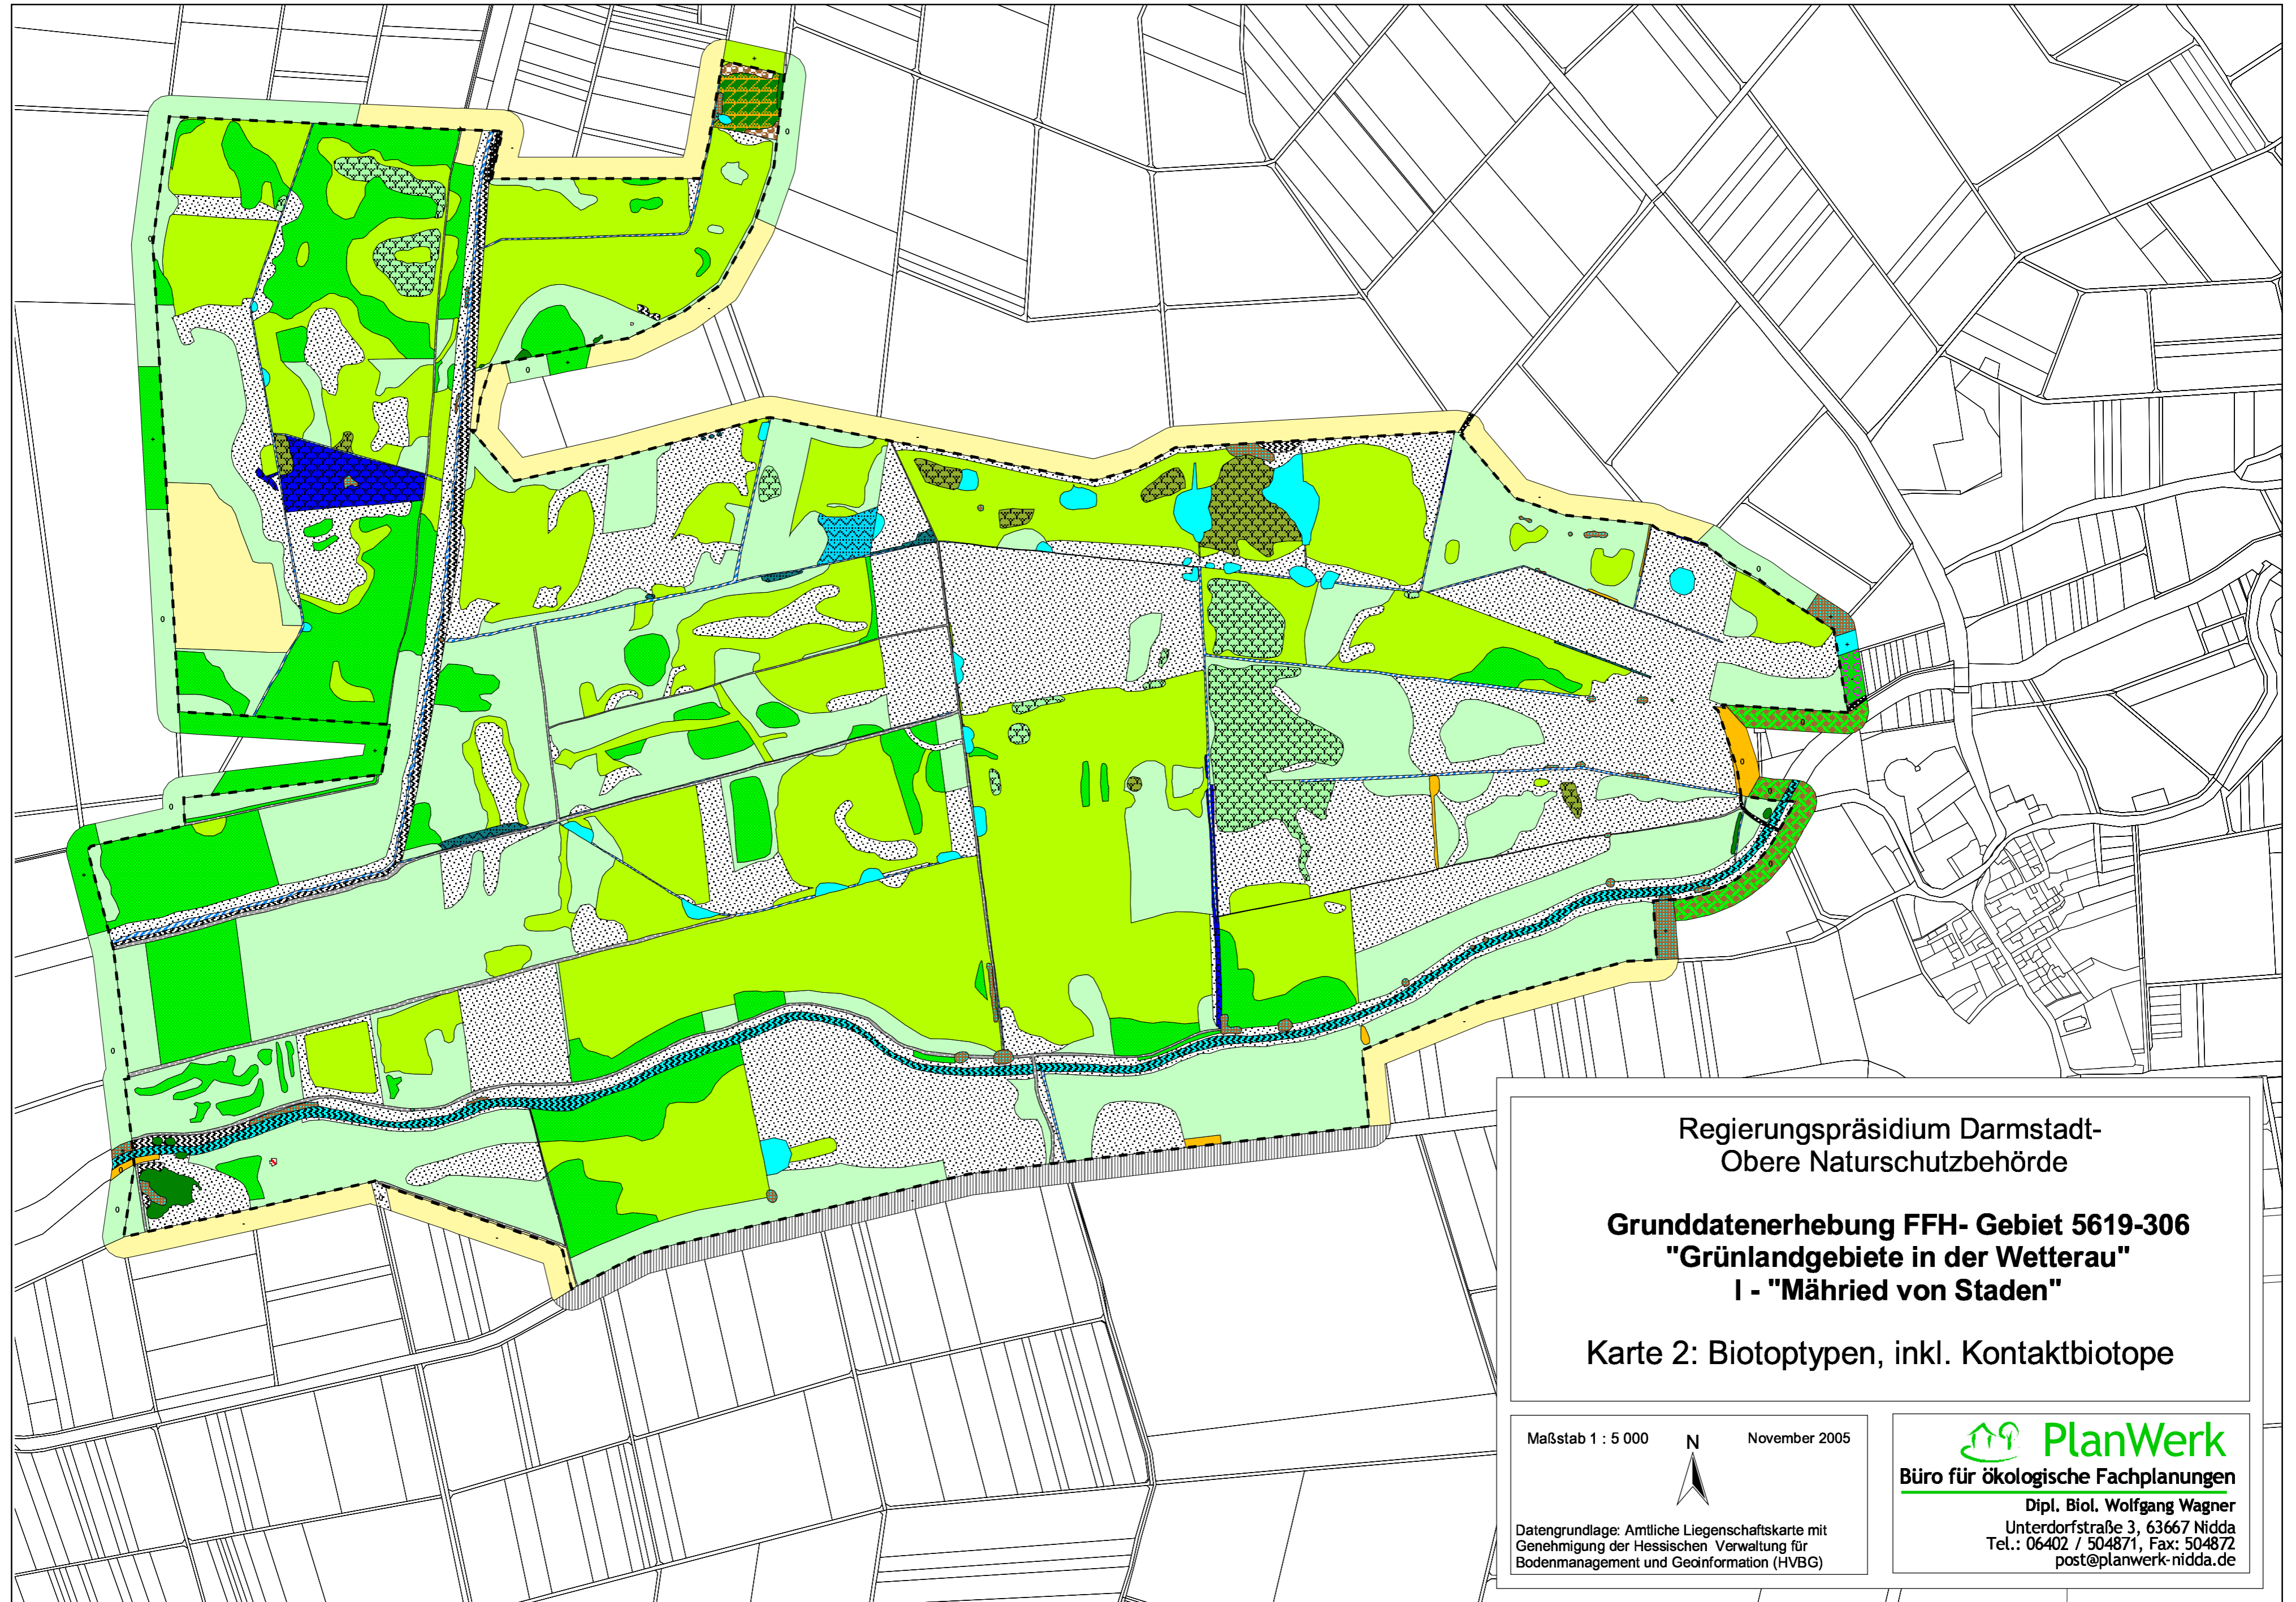 Regierungspräsidium Darmstadt-
Obere Naturschutzbehörde
Grunddatenerhebung FFH- Gebiet 5619-306
"Grünlandgebiete in der Wetterau"
I - "Mähried von Staden"
Karte 2: Biotoptypen, inkl. Kontaktbiotope
Maßstab 1 : 5 000
N
November 2005
Datengrundlage: Amtliche Liegenschaftskarte mit
Genehmigung der Hessischen Verwaltung für
Bodenmanagement und Geoinformation (HVBG)
PlanWerk
Büro für ökologische Fachplanungen
Dipl. Biol. Wolfgang Wagner
Unterdorfstraße 3, 63667 Nidda
Tel.: 06402 / 504871, Fax: 504872
post@planwerk-nidda.de